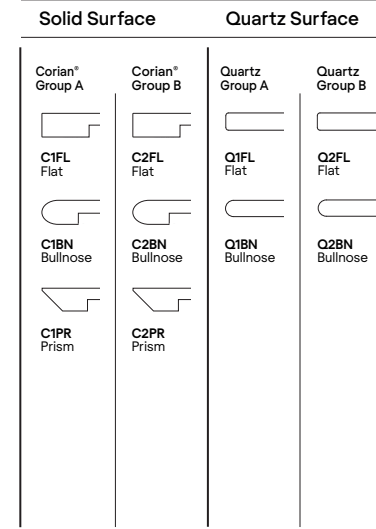 Solid Surface
Quartz Surface
Corian®
Group A
C1FL
Flat
C1BN
Bullnose
C1PR
Prism
Corian®
Group B
C2FL
Flat
C2BN
Bullnose
C2PR
Prism
Quartz
Group A
Q1FL
Flat
Q1BN
Bullnose
Quartz
Group B
Q2FL
Flat
Q2BN
Bullnose